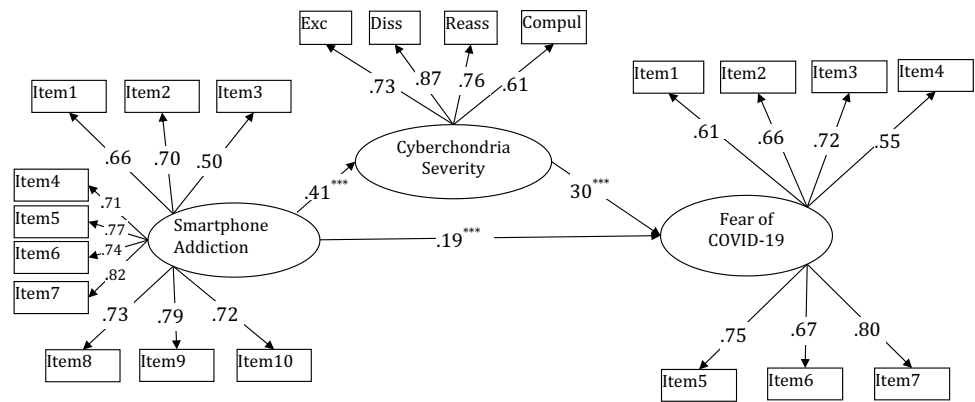 Exc Diss Reass Compul
.73 .87 .76 .61
Item1 Item2 Item3
.66 .70 .50
Item4
Item5
Item6
Item7
.71
.77
.74
.82
Smartphone
Addiction
.73 .79 .72
Item8 Item9 Item10
.41***
Cyberchondria
Severity
30***
.19***
Item1 Item2 Item3 Item4
.61 .66 .72 .55
Fear of
COVID-19
.75 .67 .80
Item5 Item6 Item7